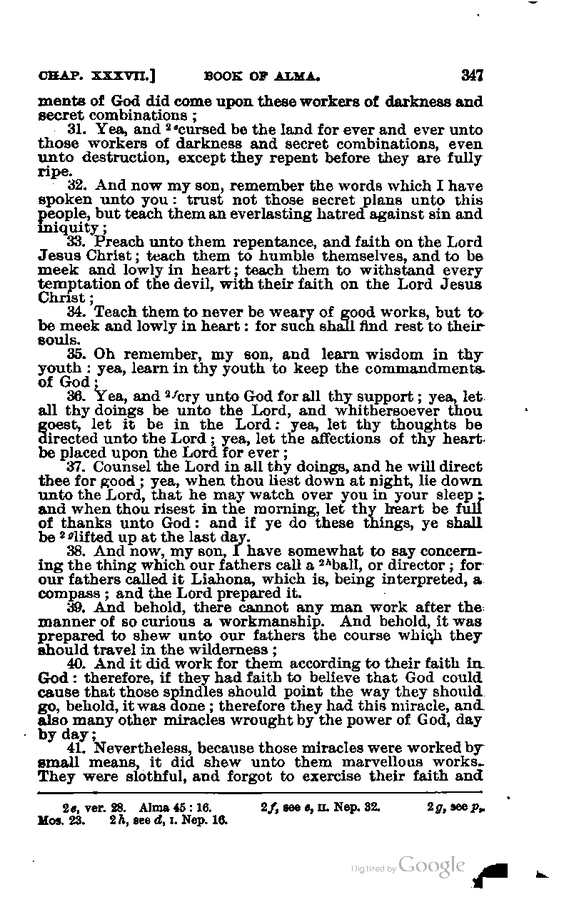 CHAP. XXXVII.] BOOK OF ALMA. 347
ments of God did come upon these workers of darkness and
secret combinations ;
31. Yea, and ²ᵉcursed be the land for ever and ever unto
those workers of darkness and secret combinations, even
unto destruction, except they repent before they are fully
ripe.
32. And now my son, remember the words which I have
spoken unto you : trust not those secret plans unto this
people, but teach them an everlasting hatred against sin and
iniquity ;
33. Preach unto them repentance, and faith on the Lord
Jesus Christ ; teach them to humble themselves, and to be
meek and lowly in heart ; teach them to withstand every
temptation of the devil, with their faith on the Lord Jesus
Christ ;
34. Teach them to never be weary of good works, but to
be meek and lowly in heart : for such shall find rest to their
souls.
35. Oh remember, my son, and learn wisdom in thy
youth : yea, learn in thy youth to keep the commandments
of God ;
36. Yea, and ²ᶠcry unto God for all thy support ; yea, let
all thy doings be unto the Lord, and whithersoever thou
goest, let it be in the Lord : yea, let thy thoughts be
directed unto the Lord ; yea, let the affections of thy heart
be placed upon the Lord for ever ;
37. Counsel the Lord in all thy doings, and he will direct
thee for good ; yea, when thou liest down at night, lie down
unto the Lord, that he may watch over you in your sleep ;
and when thou risest in the morning, let thy heart be full
of thanks unto God : and if ye do these things, ye shall
be ²ᵍlifted up at the last day.
38. And now, my son, I have somewhat to say concern-
ing the thing which our fathers call a ²ʰball, or director ; for
our fathers called it Liahona, which is, being interpreted, a
compass ; and the Lord prepared it.
39. And behold, there cannot any man work after the
manner of so curious a workmanship. And behold, it was
prepared to shew unto our fathers the course which they
should travel in the wilderness ;
40. And it did work for them according to their faith in
God : therefore, if they had faith to believe that God could
cause that those spindles should point the way they should
go, behold, it was done ; therefore they had this miracle, and
also many other miracles wrought by the power of God, day
by day ;
41. Nevertheless, because those miracles were worked by
small means, it did shew unto them marvellous works.
They were slothful, and forgot to exercise their faith and
2e, ver. 28. Alma 45 : 16. 2f, see e, II. Nep. 32. 2g, see p,
Mos. 23. 2h, see d, I. Nep. 16.
Digitized by Google